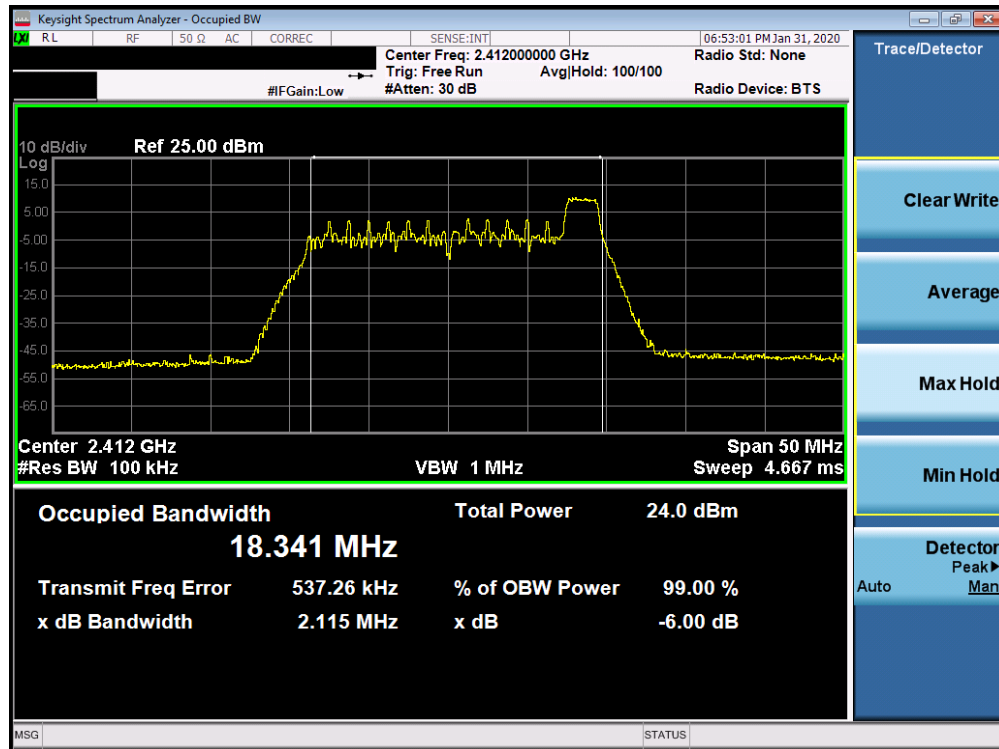 Keysight Spectrum Analyzer - Occupied BW
LXI RL RF 50 Ω AC CORREC SENSE:INT 06:53:01 PM Jan 31, 2020
Center Freq: 2.412000000 GHz Radio Std: None
Trig: Free Run Avg|Hold: 100/100
#IFGain:Low #Atten: 30 dB Radio Device: BTS
10 dB/div Ref 25.00 dBm
Log
15.0
5.00
-5.00
-15.0
-25.0
-35.0
-45.0
-55.0
-65.0
Center 2.412 GHz Span 50 MHz
#Res BW 100 kHz VBW 1 MHz Sweep 4.667 ms
Occupied Bandwidth Total Power 24.0 dBm
18.341 MHz
Transmit Freq Error 537.26 kHz % of OBW Power 99.00 %
x dB Bandwidth 2.115 MHz x dB -6.00 dB
MSG STATUS
Trace/Detector
Clear Write
Average
Max Hold
Min Hold
Detector
Peak▶
Auto Man